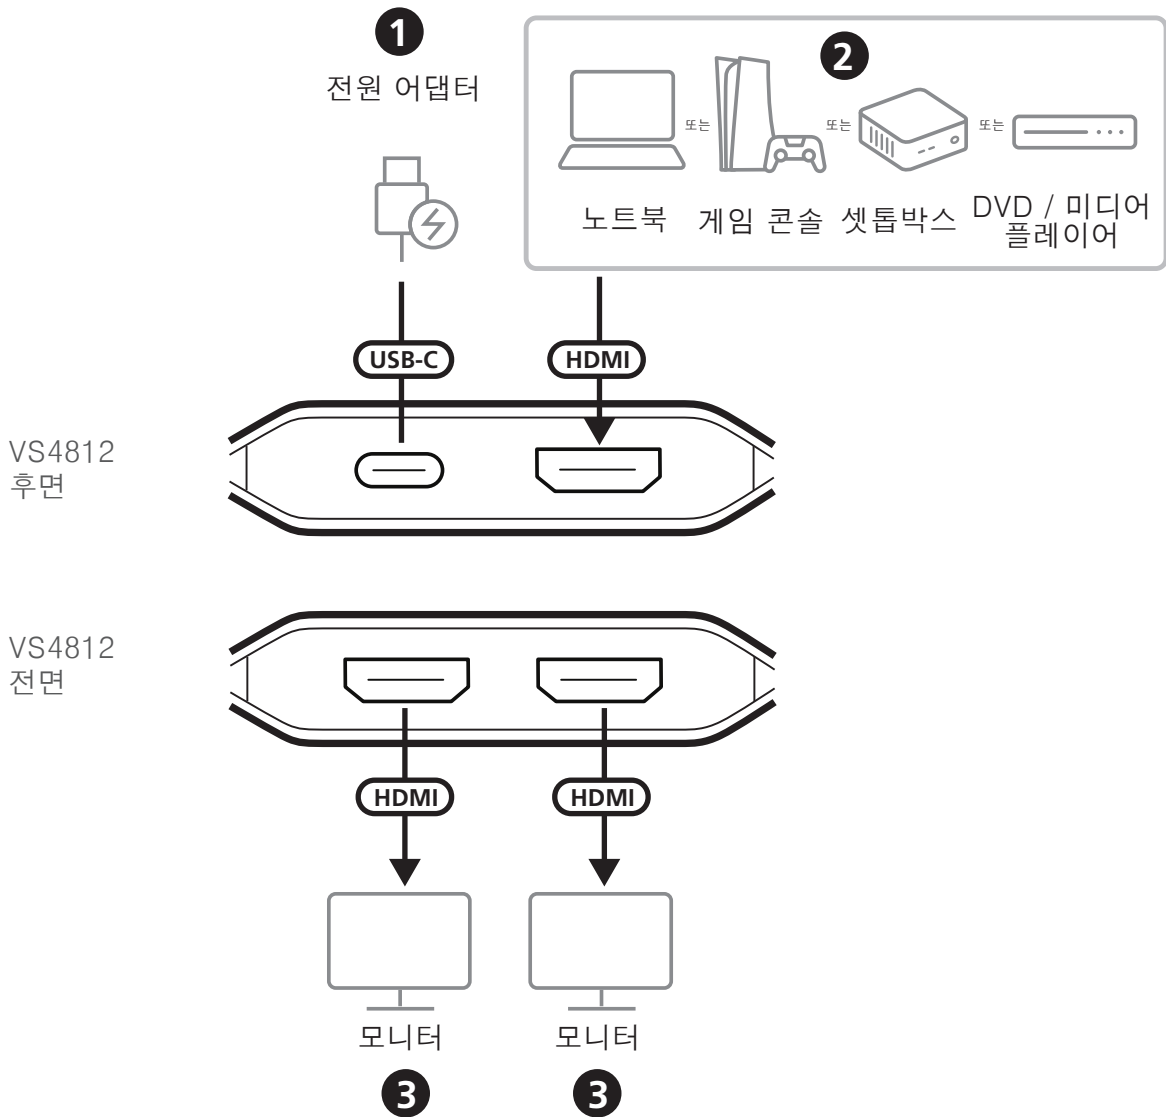 1
전원 어댑터
2
또는
또는
또는
노트북
게임 콘솔
셋톱박스
DVD / 미디어
플레이어
USB-C
HDMI
VS4812
후면
VS4812
전면
HDMI
HDMI
모니터
모니터
3
3